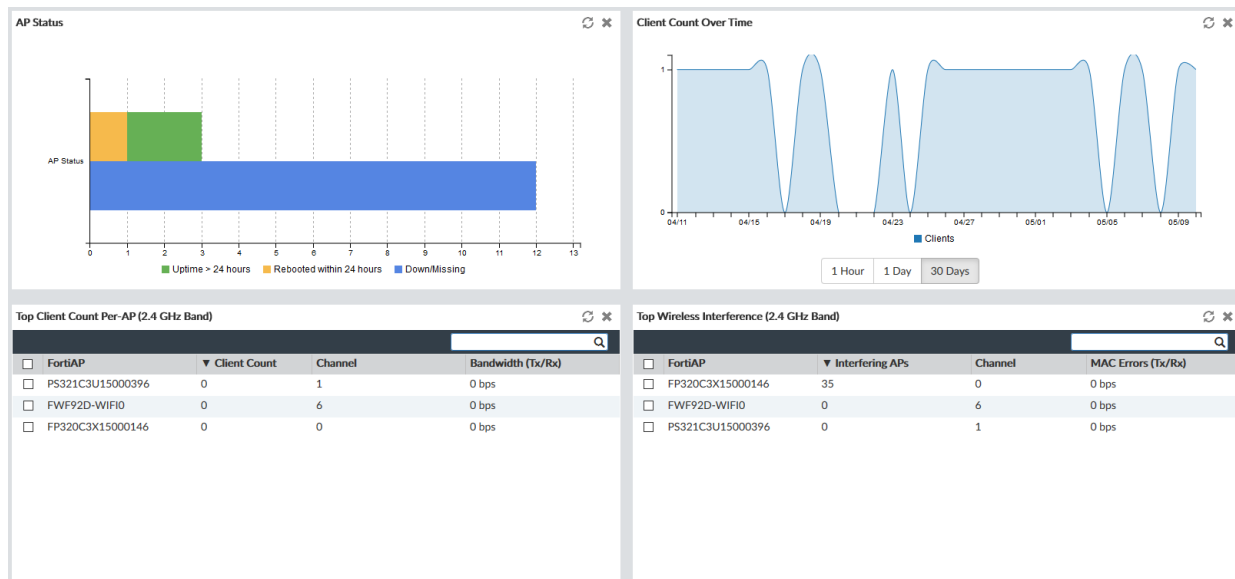 AP Status
AP Status
0 1 2 3 4 5 6 7 8 9 10 11 12 13
Uptime > 24 hours Rebooted within 24 hours Down/Missing
Client Count Over Time
1
0
04/11 04/15 04/19 04/23 04/27 05/01 05/05 05/09
Clients
1 Hour 1 Day 30 Days
Top Client Count Per-AP (2.4 GHz Band)
FortiAP ▼ Client Count Channel Bandwidth (Tx/Rx)
PS321C3U15000396 0 1 0 bps
FWF92D-WIFI0 0 6 0 bps
FP320C3X15000146 0 0 0 bps
Top Wireless Interference (2.4 GHz Band)
FortiAP ▼ Interfering APs Channel MAC Errors (Tx/Rx)
FP320C3X15000146 35 0 0 bps
FWF92D-WIFI0 0 6 0 bps
PS321C3U15000396 0 1 0 bps